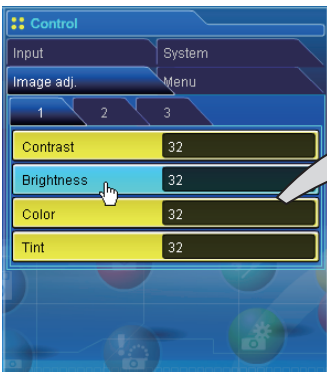 Control
Input System
Image adj. Menu
1 2 3
Contrast 32
Brightness 32
Color 32
Tint 32